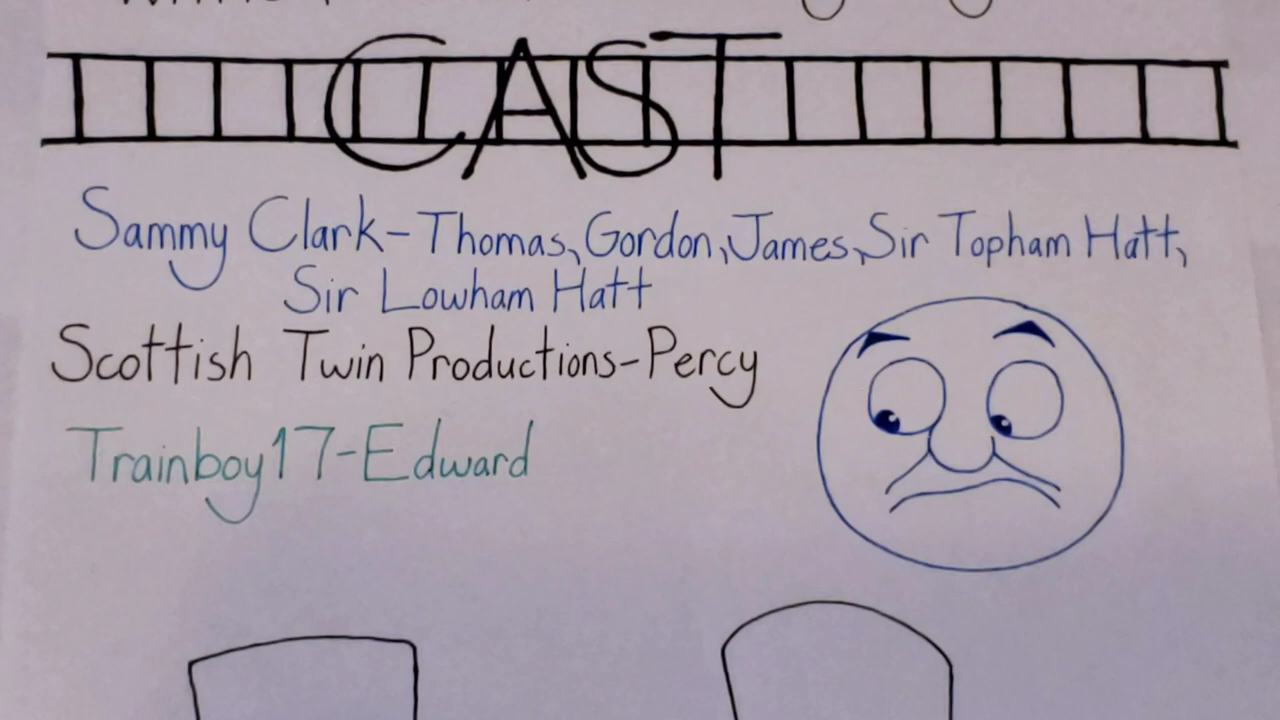 CAST
Sammy Clark-Thomas, Gordon, James, Sir Topham Hatt,
Sir Lowham Hatt
Scottish Twin Productions-Percy
Trainboy17-Edward